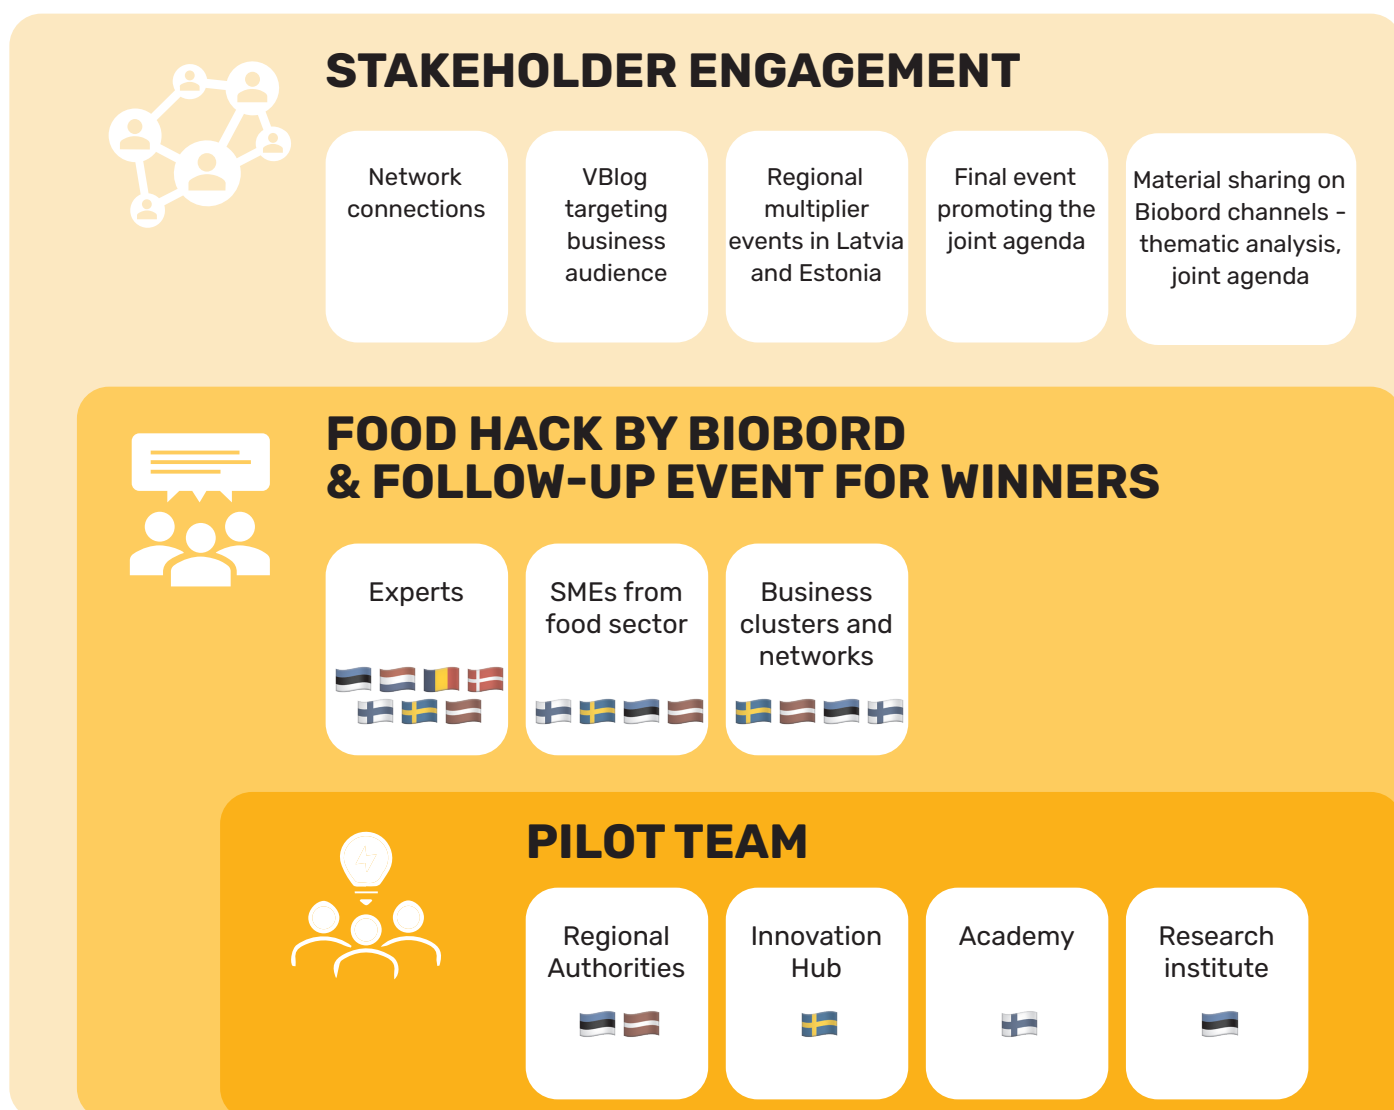 STAKEHOLDER ENGAGEMENT
Network
connections
VBlog
targeting
business
audience
Regional
multiplier
events in Latvia
and Estonia
Final event
promoting the
joint agenda
Material sharing on
Biobord channels -
thematic analysis,
joint agenda
FOOD HACK BY BIOBORD
& FOLLOW-UP EVENT FOR WINNERS
Experts
SMEs from
food sector
Business
clusters and
networks
PILOT TEAM
Regional
Authorities
Innovation
Hub
Academy
Research
institute